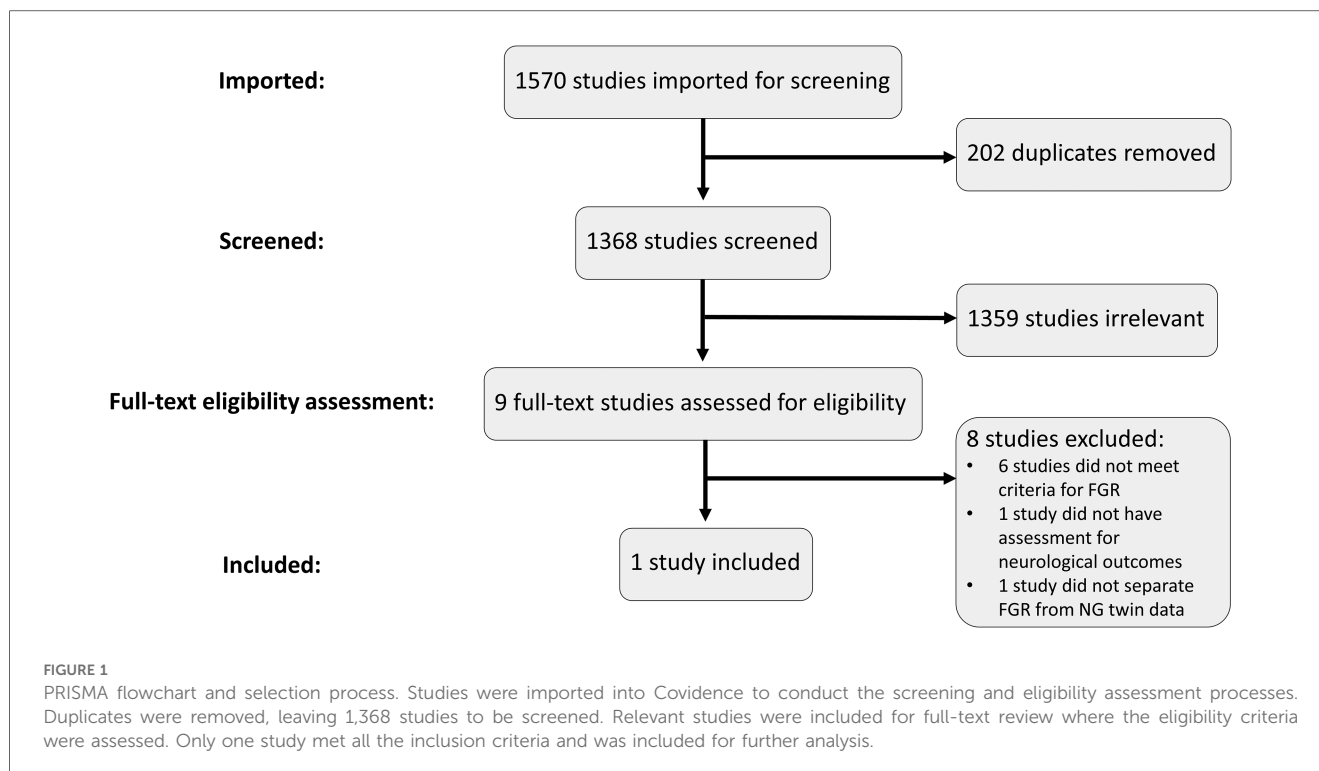 Imported:
1570 studies imported for screening
202 duplicates removed
Screened:
1368 studies screened
1359 studies irrelevant
Full-text eligibility assessment:
9 full-text studies assessed for eligibility
8 studies excluded:
• 6 studies did not meet
criteria for FGR
• 1 study did not have
assessment for
neurological outcomes
• 1 study did not separate
FGR from NG twin data
Included:
1 study included
FIGURE 1
PRISMA flowchart and selection process. Studies were imported into Covidence to conduct the screening and eligibility assessment processes.
Duplicates were removed, leaving 1,368 studies to be screened. Relevant studies were included for full-text review where the eligibility criteria
were assessed. Only one study met all the inclusion criteria and was included for further analysis.